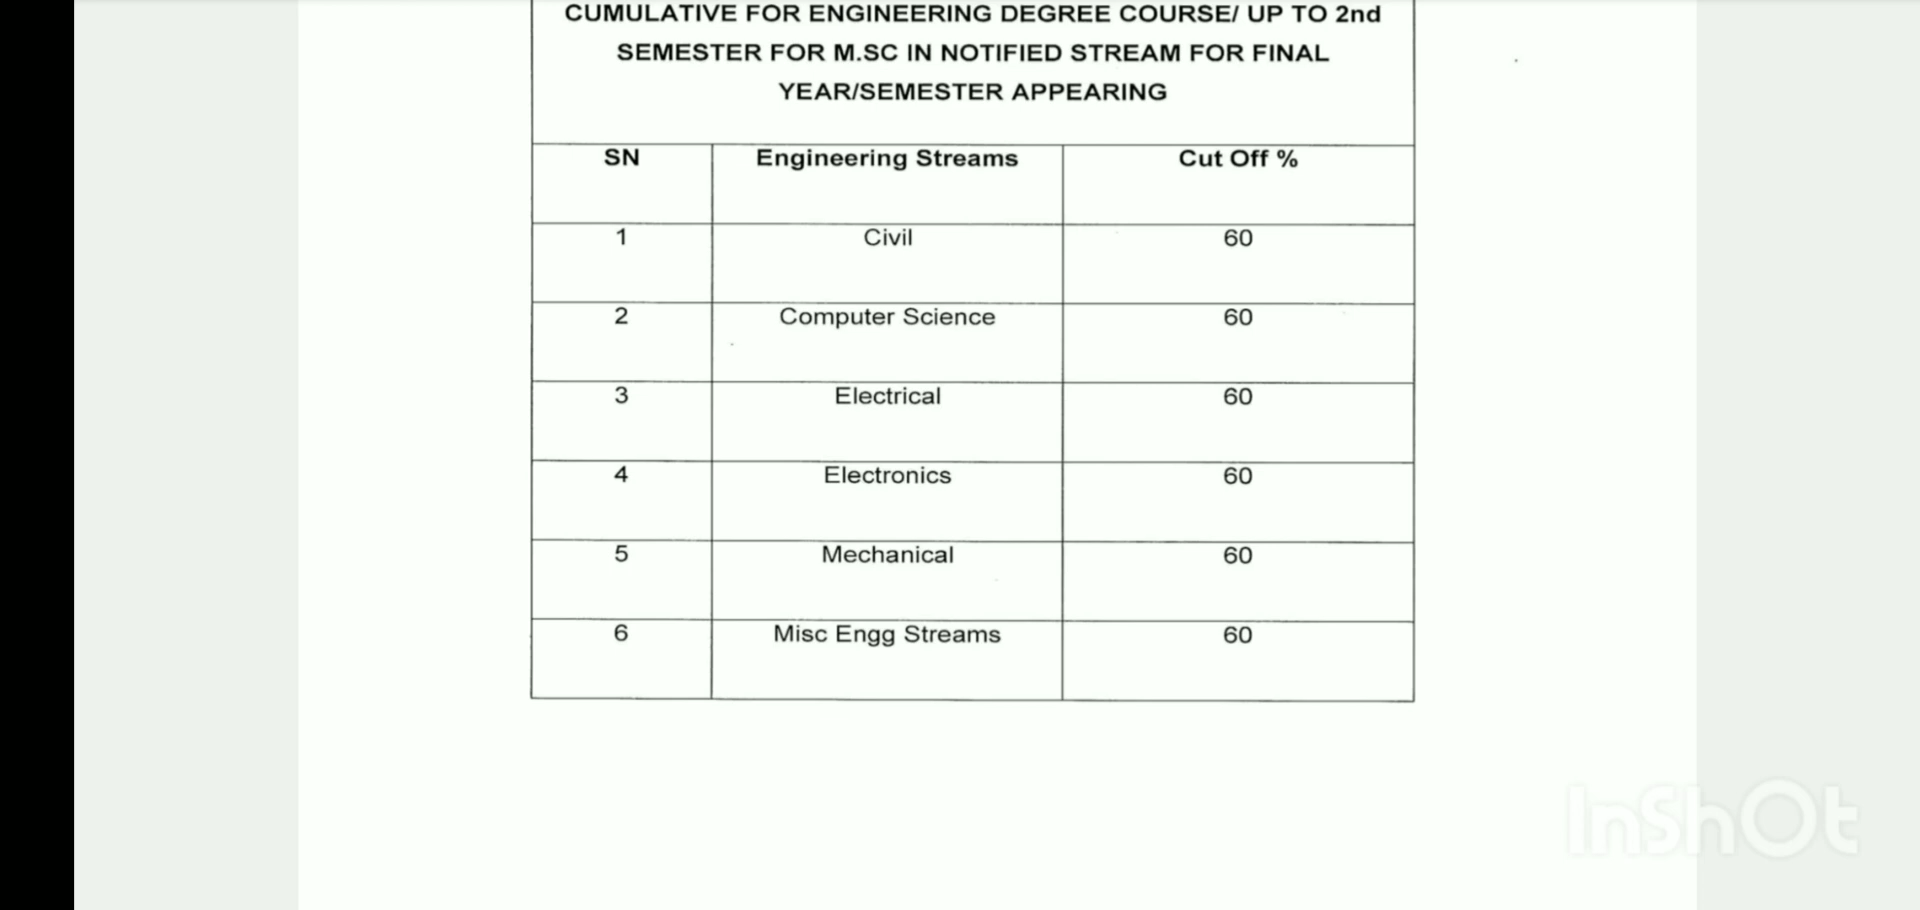 CUMULATIVE FOR ENGINEERING DEGREE COURSE/ UP TO 2nd
SEMESTER FOR M.SC IN NOTIFIED STREAM FOR FINAL
YEAR/SEMESTER APPEARING
SN Engineering Streams Cut Off %
1 Civil 60
2 Computer Science 60
3 Electrical 60
4 Electronics 60
5 Mechanical 60
6 Misc Engg Streams 60
InShOt